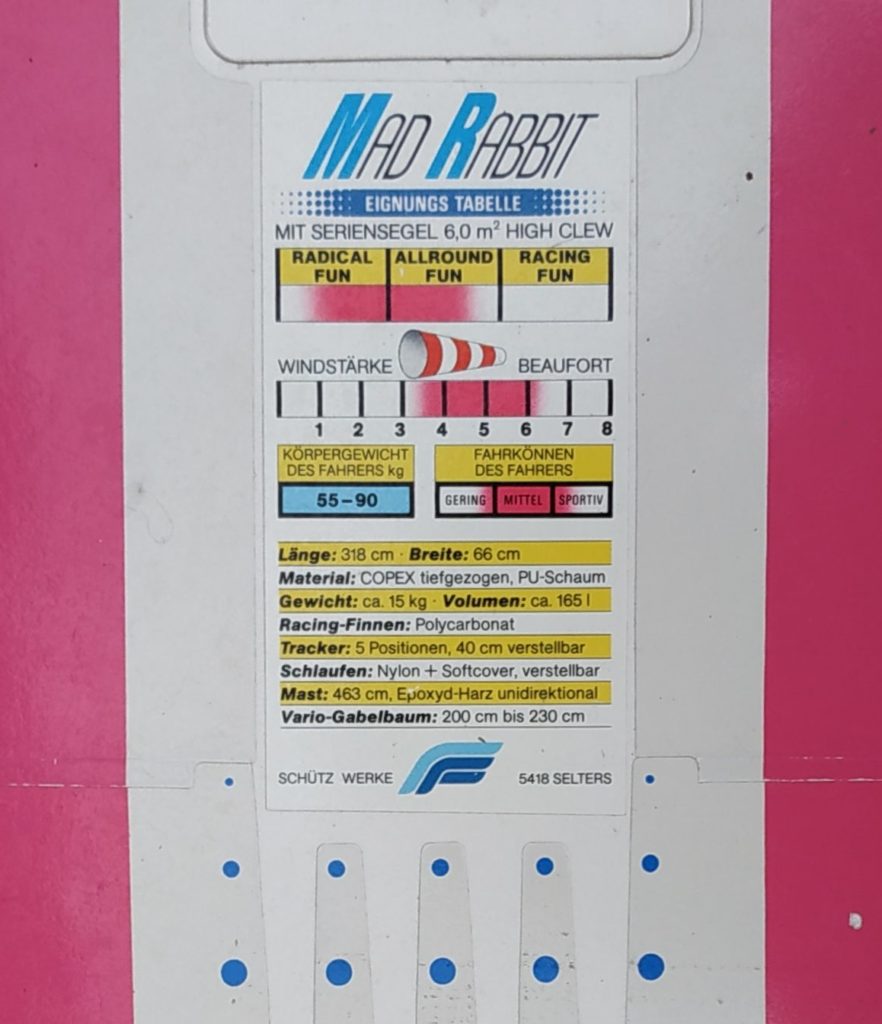 MAD RABBIT
EIGNUNGS TABELLE
MIT SERIENSEGEL 6,0 m² HIGH CLEW
RADICAL FUN ALLROUND FUN RACING FUN
WINDSTÄRKE BEAUFORT
1 2 3 4 5 6 7 8
KÖRPERGEWICHT DES FAHRERS kg
55–90
FAHRKÖNNEN DES FAHRERS
GERING MITTEL SPORTIV
Länge: 318 cm · Breite: 66 cm
Material: COPEX tiefgezogen, PU-Schaum
Gewicht: ca. 15 kg · Volumen: ca. 165 l
Racing-Finnen: Polycarbonat
Tracker: 5 Positionen, 40 cm verstellbar
Schlaufen: Nylon + Softcover, verstellbar
Mast: 463 cm, Epoxyd-Harz unidirektional
Vario-Gabelbaum: 200 cm bis 230 cm
SCHÜTZ WERKE 5418 SELTERS